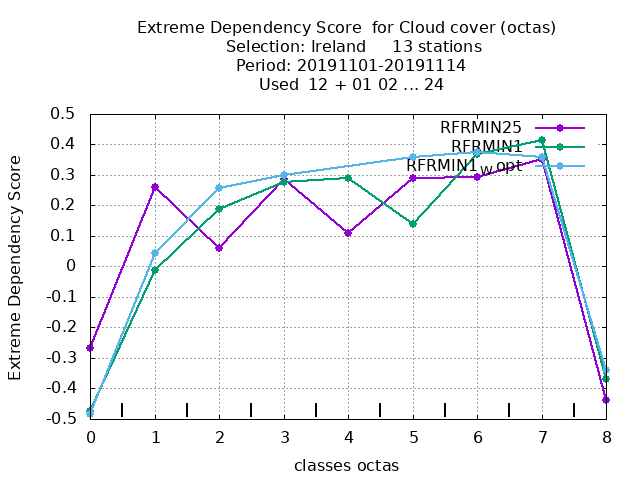 Extreme Dependency Score  for Cloud cover (octas)
Selection: Ireland     13 stations
Period: 20191101-20191114
Used  12 + 01 02 ... 24
0.5
0.4
0.3
0.2
0.1
0
-0.1
-0.2
-0.3
-0.4
-0.5
Extreme Dependency Score
RFRMIN25
RFRMIN1
RFRMIN1wopt
0 1 2 3 4 5 6 7 8
classes octas